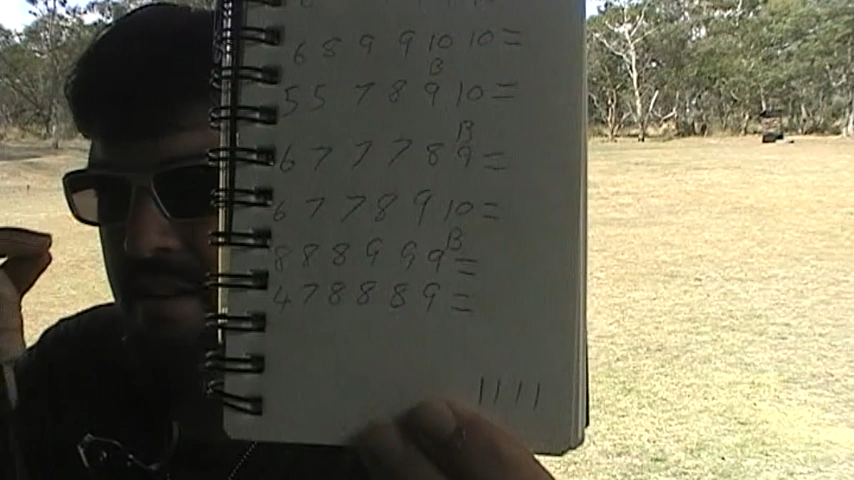 6 8 9 9 10 10 =
B
5 5 7 8 9 10 =
B
6 7 7 7 8 9 =
6 7 7 8 9 10 =
B
8 8 8 9 9 9 =
4 7 8 8 8 9 =
1111